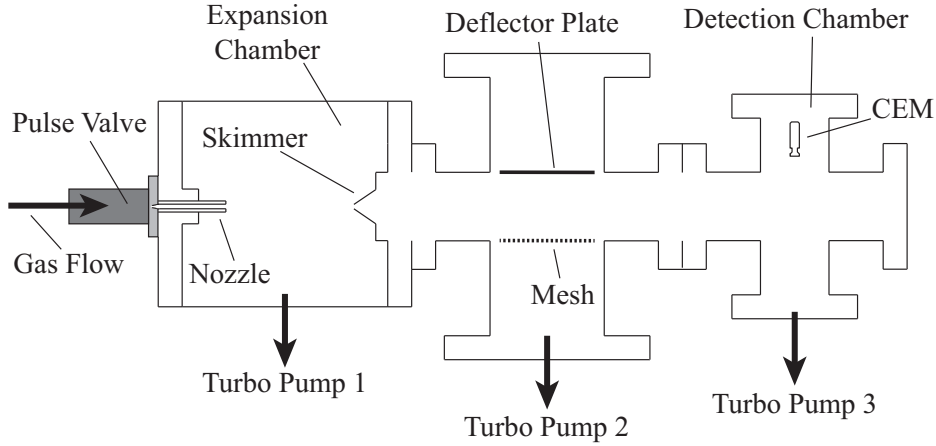 Expansion
Chamber
Deflector Plate
Detection Chamber
Pulse Valve
Skimmer
CEM
Gas Flow
Nozzle
Mesh
Turbo Pump 1
Turbo Pump 2
Turbo Pump 3